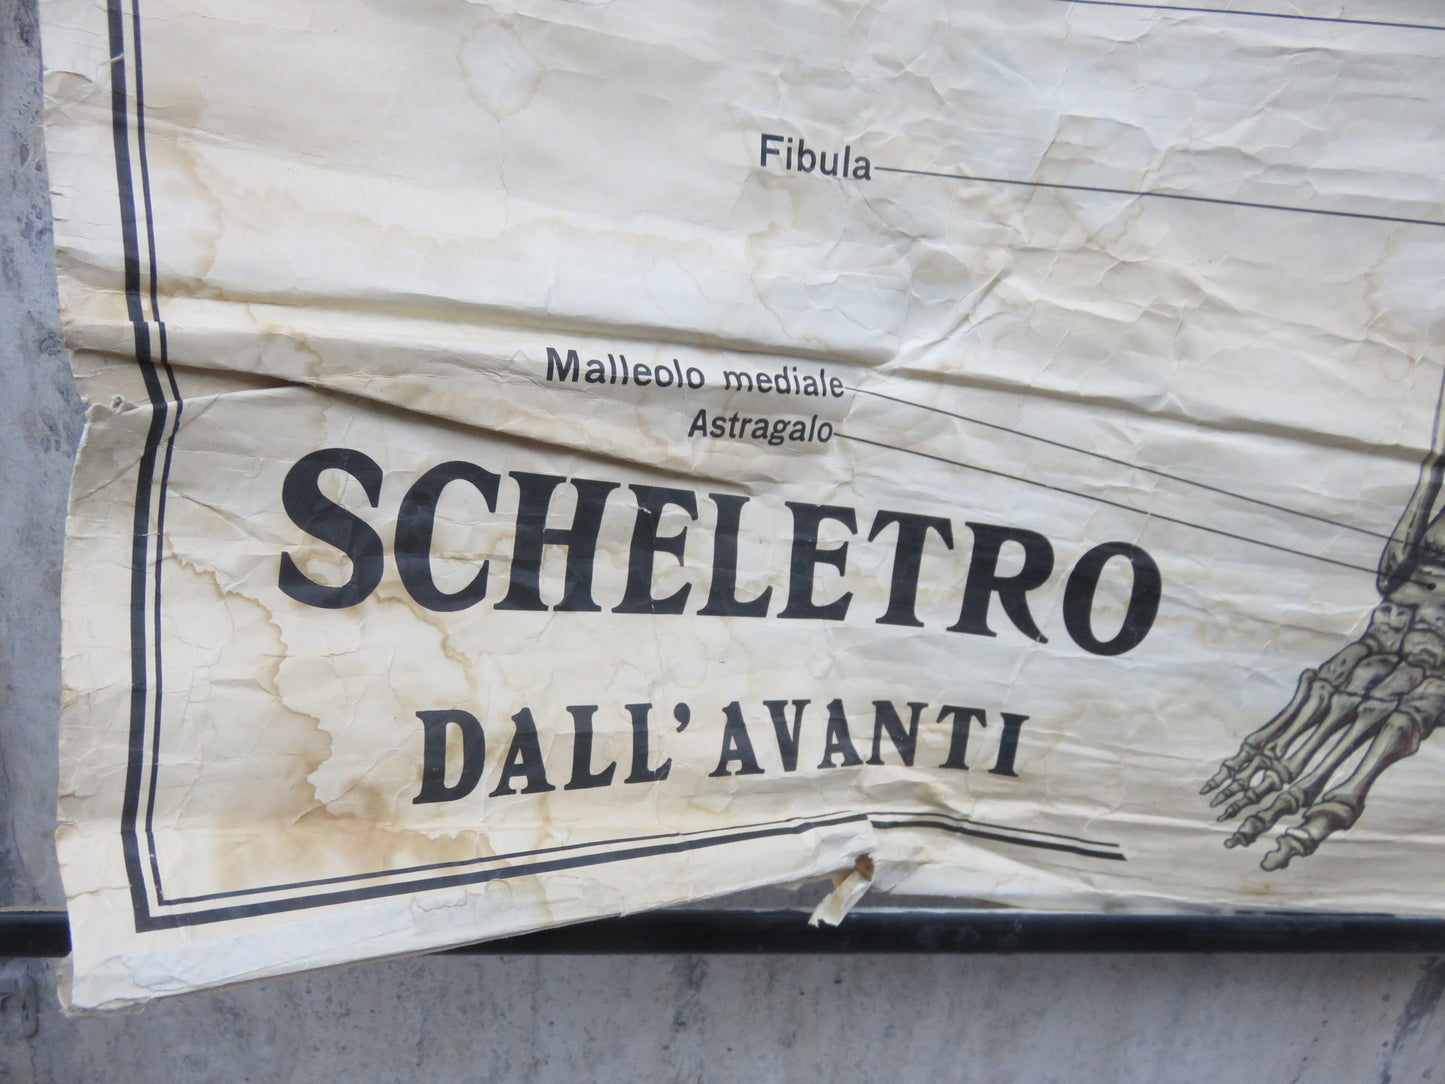 Fibula
Malleolo mediale
Astragalo
SCHELETRO
DALL' AVANTI